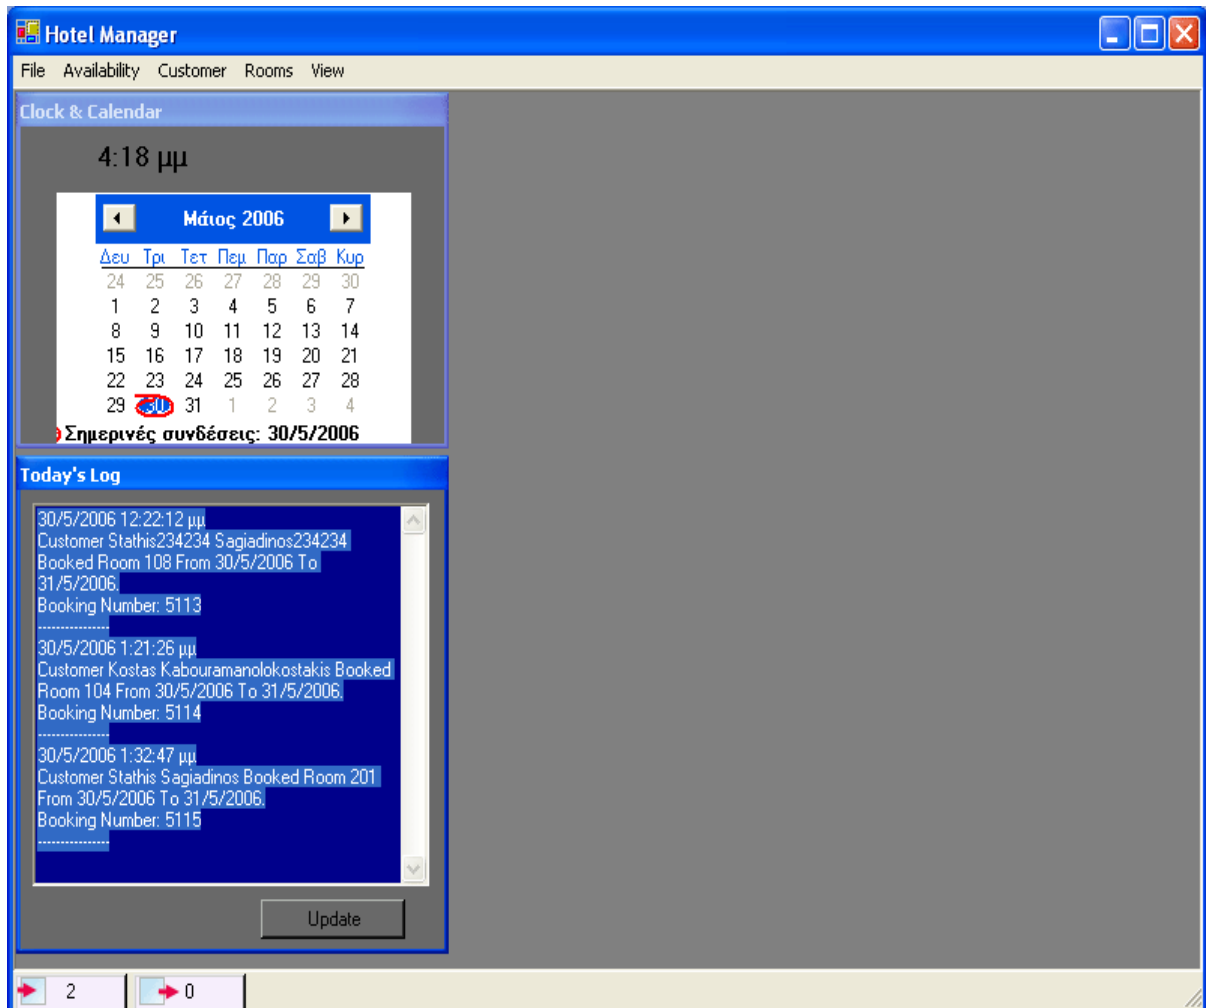 Hotel Manager
File Availability Customer Rooms View
Clock & Calendar
4:18 μμ
Μάιος 2006
Δευ Τρι Τετ Πεμ Παρ Σαβ Κυρ
24 25 26 27 28 29 30
1 2 3 4 5 6 7
8 9 10 11 12 13 14
15 16 17 18 19 20 21
22 23 24 25 26 27 28
29 30 31 1 2 3 4
Σημερινές συνδέσεις: 30/5/2006
Today's Log
30/5/2006 12:22:12 μμ
Customer Stathis234234 Sagiadinos234234
Booked Room 108 From 30/5/2006 To
31/5/2006.
Booking Number: 5113
---------------
30/5/2006 1:21:26 μμ
Customer Kostas Kabouramanolokostakis Booked
Room 104 From 30/5/2006 To 31/5/2006.
Booking Number: 5114
---------------
30/5/2006 1:32:47 μμ
Customer Stathis Sagiadinos Booked Room 201
From 30/5/2006 To 31/5/2006.
Booking Number: 5115
---------------
Update
2 0